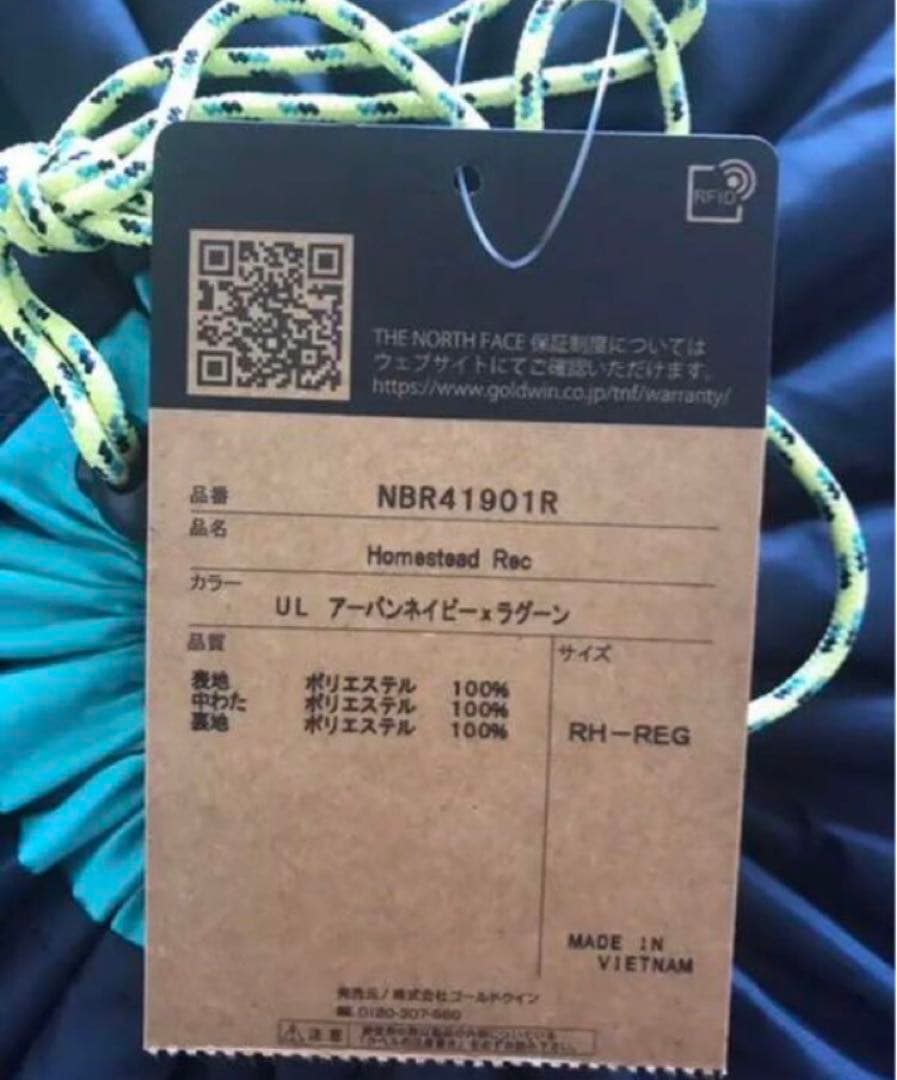 RFID
THE NORTH FACE 保証制度については
ウェブサイトにてご確認いただけます。
https://www.goldwin.co.jp/tnf/warranty/
品番 NBR41901R
品名
Homestead Rec
カラー
UL アーバンネイビー×ラグーン
品質
サイズ
表地 ポリエステル 100%
中わた ポリエステル 100%
裏地 ポリエステル 100%
RH-REG
MADE IN
VIETNAM
発売元/株式会社ゴールドウイン
0120-307-560
注意